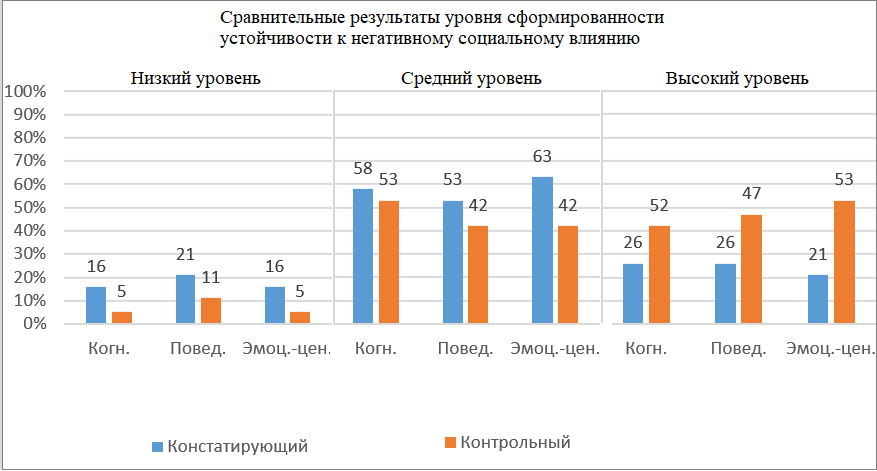 Сравнительные результаты уровня сформированности
устойчивости к негативному социальному влиянию
Низкий уровень Средний уровень Высокий уровень
100%
90%
80%
70%
60%
50%
40%
30%
20%
10%
0%
16 5 21 11 16 5 58 53 53 42 63 42 26 52 26 47 21 53
Когн. Повед. Эмоц.-цен. Когн. Повед. Эмоц.-цен. Когн. Повед. Эмоц.-цен.
Констатирующий Контрольный